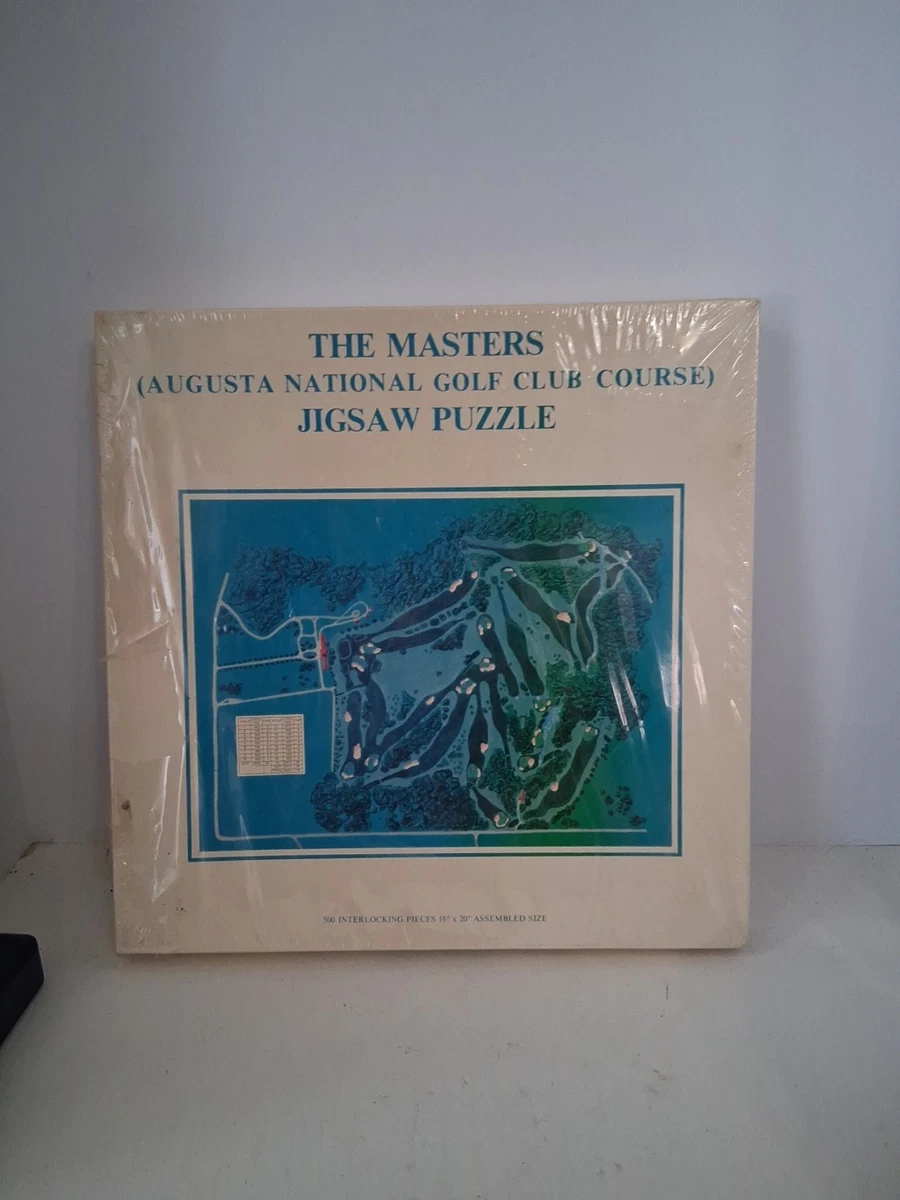 THE MASTERS
(AUGUSTA NATIONAL GOLF CLUB COURSE)
JIGSAW PUZZLE
500 INTERLOCKING PIECES 16" x 20" ASSEMBLED SIZE